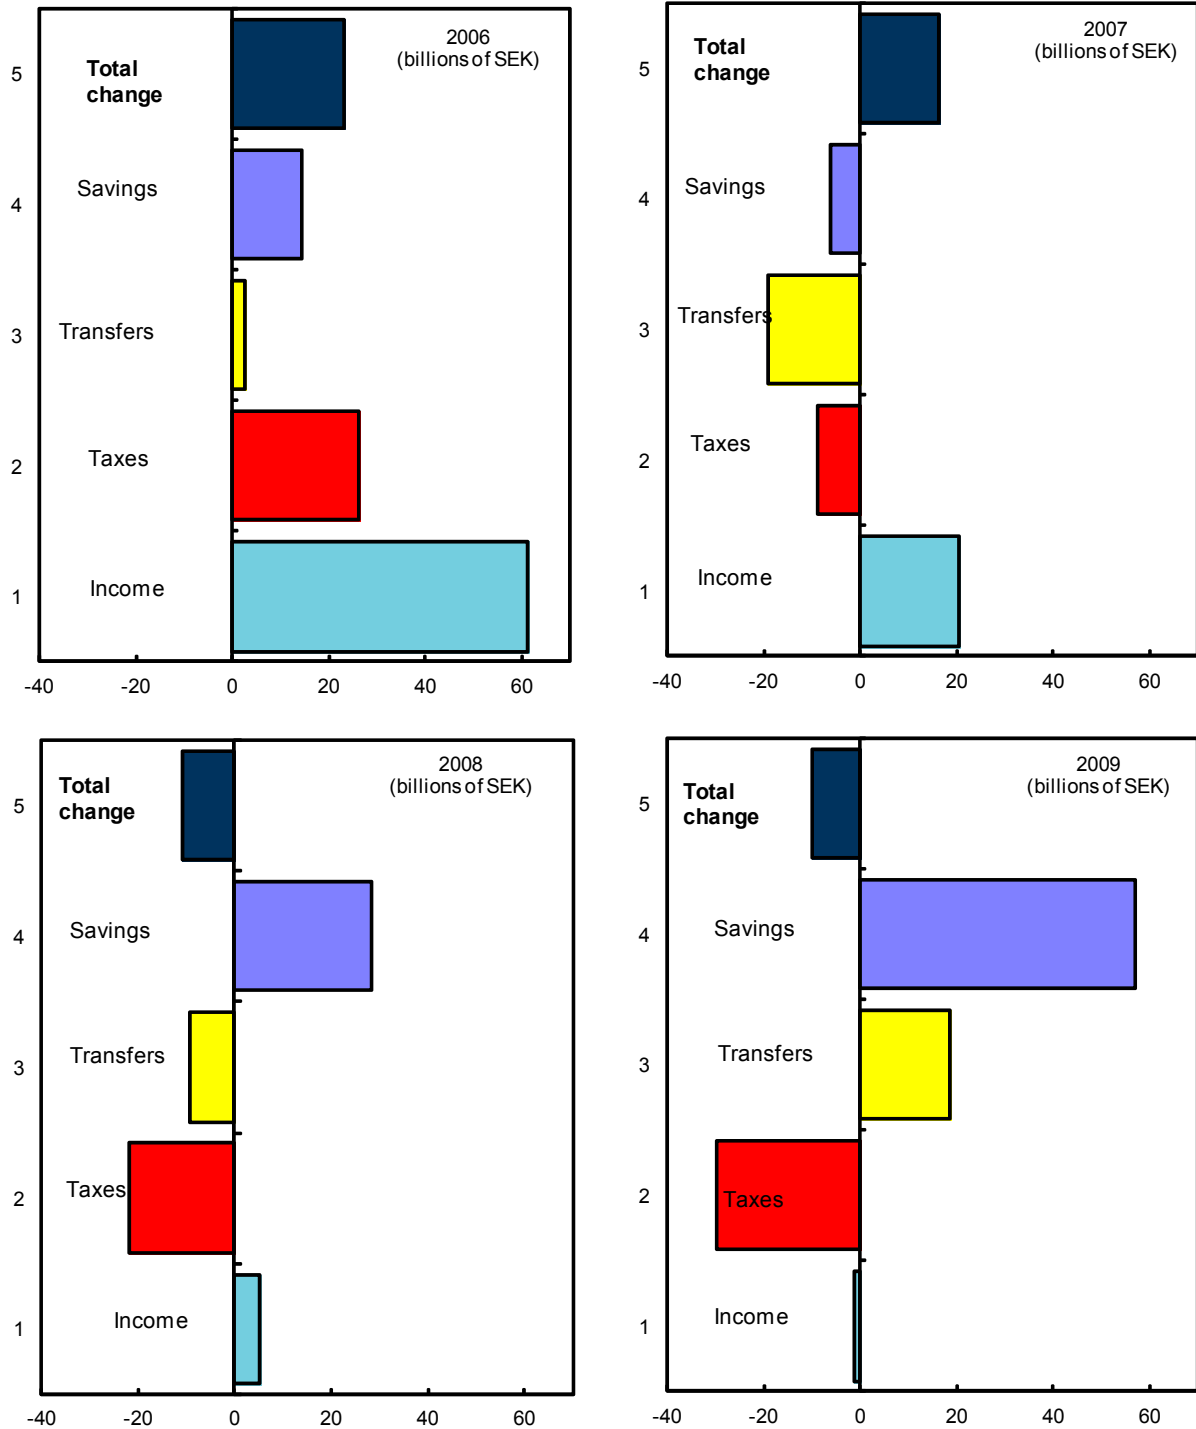 2006
(billions of SEK)
5
Total
change
4
Savings
3
Transfers
2
Taxes
1
Income
-40 -20 0 20 40 60
2007
(billions of SEK)
5
Total
change
4
Savings
3
Transfers
2
Taxes
1
Income
-40 -20 0 20 40 60
2008
(billions of SEK)
5
Total
change
4
Savings
3
Transfers
2
Taxes
1
Income
-40 -20 0 20 40 60
2009
(billions of SEK)
5
Total
change
4
Savings
3
Transfers
2
Taxes
1
Income
-40 -20 0 20 40 60